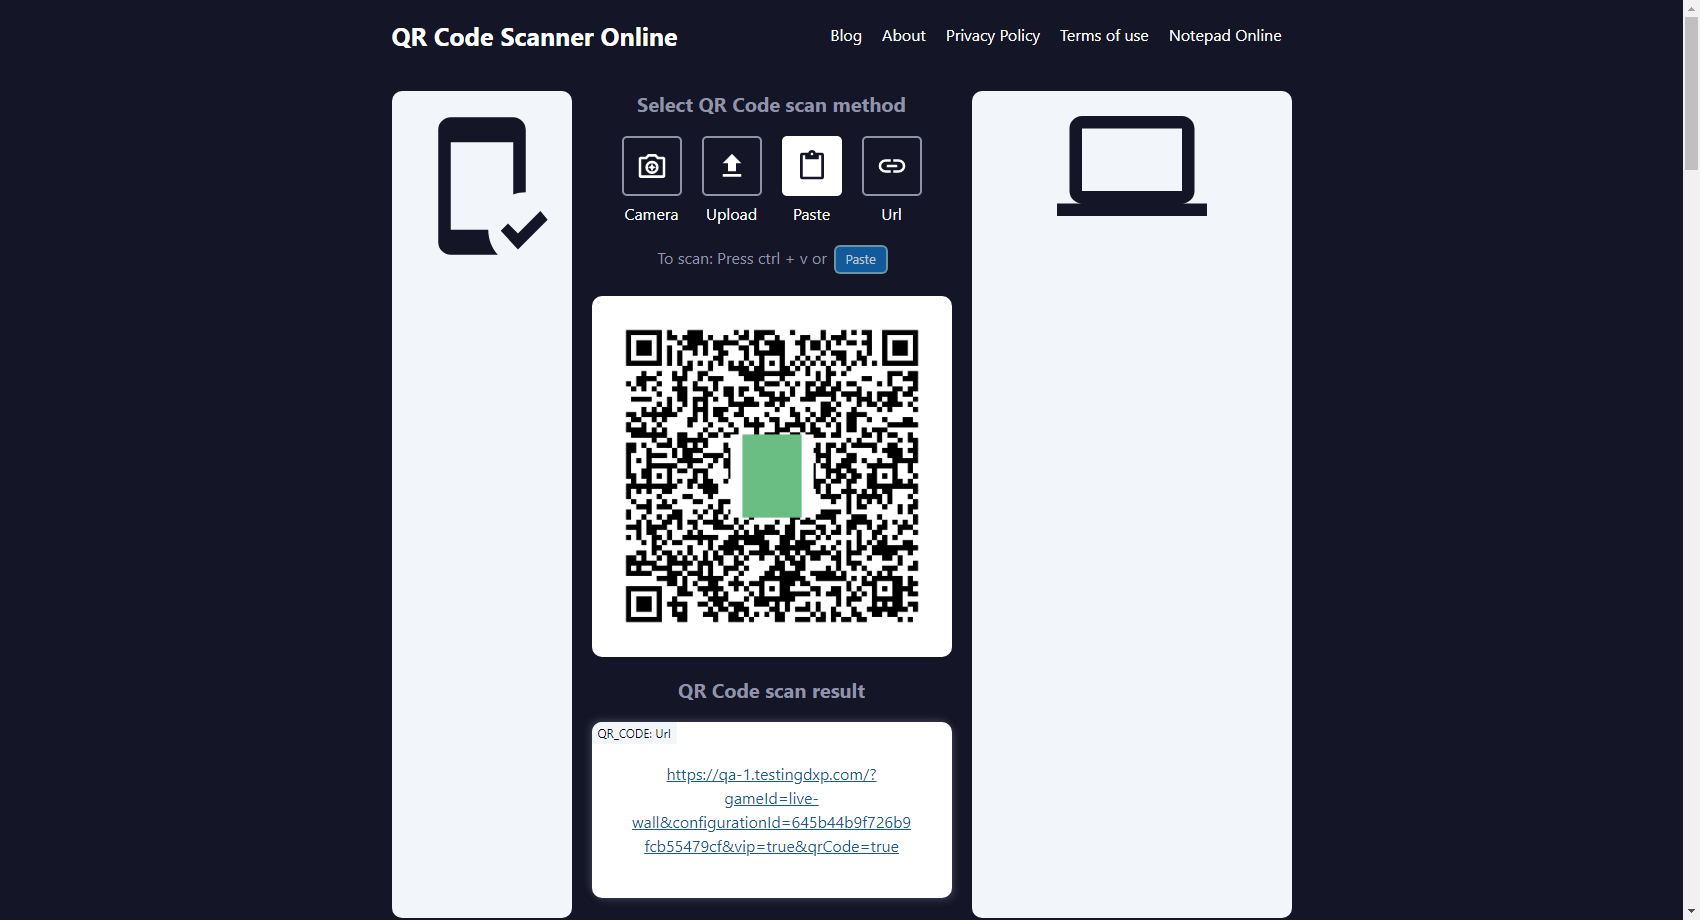 QR Code Scanner Online
Blog
About
Privacy Policy
Terms of use
Notepad Online
Select QR Code scan method
Camera
Upload
Paste
Url
To scan: Press ctrl + v or Paste
QR Code scan result
QR_CODE: Url
https://qa-1.testingdxp.com/?
gameId=live-
wall&configurationId=645b44b9f726b9
fcb55479cf&vip=true&qrCode=true